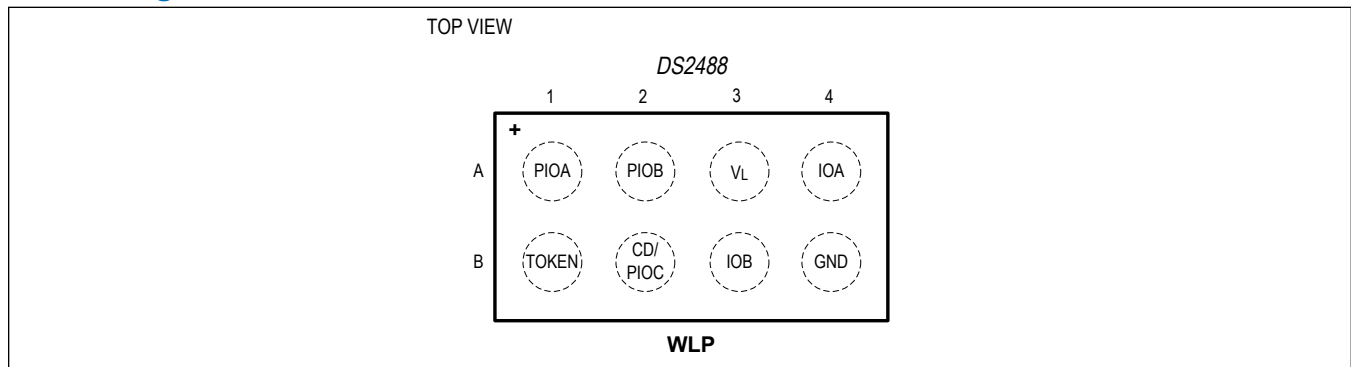 TOP VIEW
DS2488
1 2 3 4
+
A PIOA PIOB VL IOA
B TOKEN CD/ PIOC IOB GND
WLP